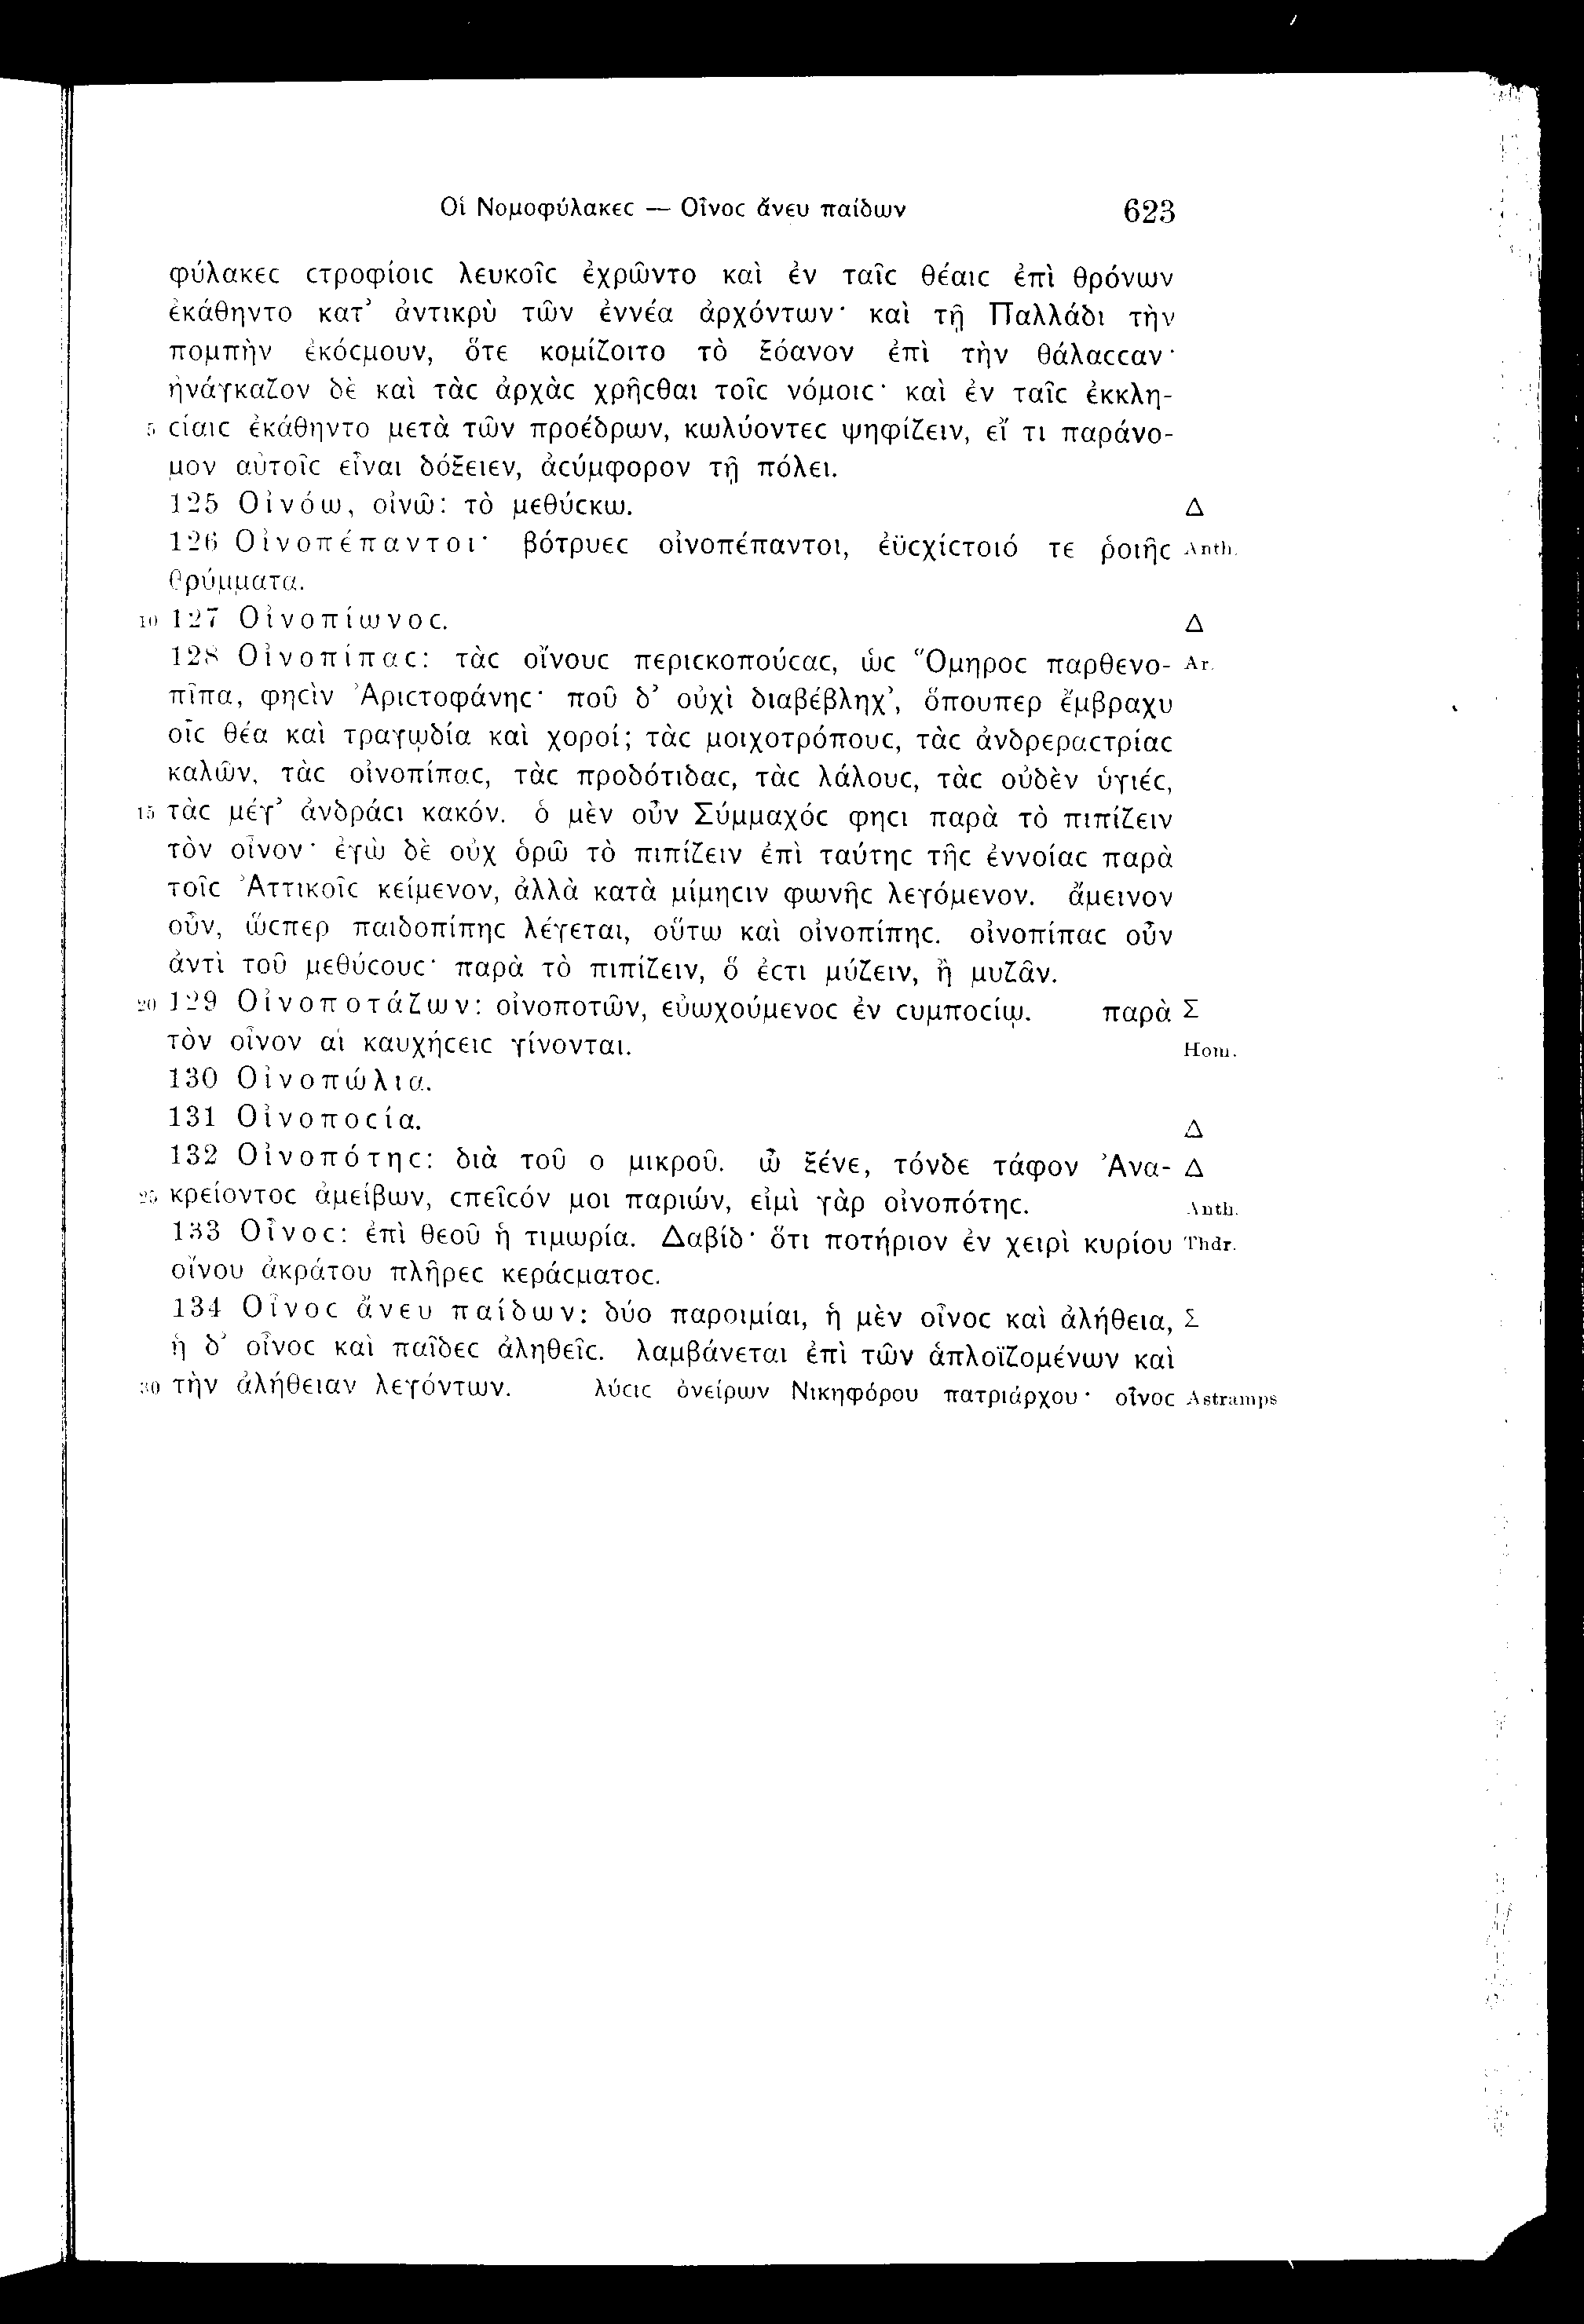 Οἱ Νομοφύλακεϲ — Οἶνοϲ ἄνευ παίδων 623
φύλακεϲ ϲτροφίοιϲ λευκοῖϲ ἐχρῶντο καὶ ἐν ταῖϲ θέαιϲ ἐπὶ θρόνων
ἐκάθηντο κατ’ ἀντικρὺ τῶν ἐννέα ἀρχόντων· καὶ τῇ Παλλάδι τὴν
πομπὴν ἐκόϲμουν, ὅτε κομίζοιτο τὸ ξόανον ἐπὶ τὴν θάλαϲϲαν·
ἠνάγκαζον δὲ καὶ τὰϲ ἀρχὰϲ χρῆϲθαι τοῖϲ νόμοιϲ· καὶ ἐν ταῖϲ ἐκκλη-
5 ϲίαιϲ ἐκάθηντο μετὰ τῶν προέδρων, κωλύοντεϲ ψηφίζειν, εἴ τι παράνο-
μον αὐτοῖϲ εἶναι δόξειεν, ἀϲύμφορον τῇ πόλει.
125 Οἰνόω, οἰνῶ: τὸ μεθύϲκω. Δ
126 Οἰνοπέπαντοι· βότρυεϲ οἰνοπέπαντοι, ἐϋϲχίϲτοιό τε ῥοιῆϲ Anth.
θρύμματα.
10 127 Οἰνοπίωνοϲ. Δ
128 Οἰνοπίπαϲ: τὰϲ οἴνουϲ περιϲκοπούϲαϲ, ὡϲ Ὅμηροϲ παρθενο- Ar.
πῖπα, φηϲὶν Ἀριϲτοφάνηϲ· ποῦ δ’ οὐχὶ διαβέβληχ’, ὅπουπερ ἔμβραχυ
οἷϲ θέα καὶ τραγῳδία καὶ χοροί; τὰϲ μοιχοτρόπουϲ, τὰϲ ἀνδρεραϲτρίαϲ
καλῶν, τὰϲ οἰνοπίπαϲ, τὰϲ προδότιδαϲ, τὰϲ λάλουϲ, τὰϲ οὐδὲν ὑγιέϲ,
15 τὰϲ μέγ’ ἀνδράϲι κακόν. ὁ μὲν οὖν Σύμμαχόϲ φηϲι παρὰ τὸ πιπίζειν
τὸν οἶνον· ἐγὼ δὲ οὐχ ὁρῶ τὸ πιπίζειν ἐπὶ ταύτηϲ τῆϲ ἐννοίαϲ παρὰ
τοῖϲ Ἀττικοῖϲ κείμενον, ἀλλὰ κατὰ μίμηϲιν φωνῆϲ λεγόμενον. ἄμεινον
οὖν, ὥϲπερ παιδοπίπηϲ λέγεται, οὕτω καὶ οἰνοπίπηϲ. οἰνοπίπαϲ οὖν
ἀντὶ τοῦ μεθύϲουϲ· παρὰ τὸ πιπίζειν, ὅ ἐϲτι μύζειν, ἢ μυζᾶν.
20 129 Οἰνοποτάζων: οἰνοποτῶν, εὐωχούμενοϲ ἐν ϲυμποϲίῳ. παρὰ Σ
τὸν οἶνον αἱ καυχήϲειϲ γίνονται. Hom.
130 Οἰνοπώλια.
131 Οἰνοποϲία. Δ
132 Οἰνοπότηϲ: διὰ τοῦ ο μικροῦ. ὦ ξένε, τόνδε τάφον Ἀνα- Δ
25 κρείοντοϲ ἀμείβων, ϲπεῖϲόν μοι παριών, εἰμὶ γὰρ οἰνοπότηϲ. Anth.
133 Οἶνοϲ: ἐπὶ θεοῦ ἡ τιμωρία. Δαβίδ· ὅτι ποτήριον ἐν χειρὶ κυρίου Thdr.
οἴνου ἀκράτου πλῆρεϲ κεράϲματοϲ.
134 Οἶνοϲ ἄνευ παίδων: δύο παροιμίαι, ἡ μὲν οἶνοϲ καὶ ἀλήθεια, Σ
ἡ δ’ οἶνοϲ καὶ παῖδεϲ ἀληθεῖϲ. λαμβάνεται ἐπὶ τῶν ἁπλοϊζομένων καὶ
30 τὴν ἀλήθειαν λεγόντων. λύϲιϲ ὀνείρων Νικηφόρου πατριάρχου· οἶνοϲ Astramps